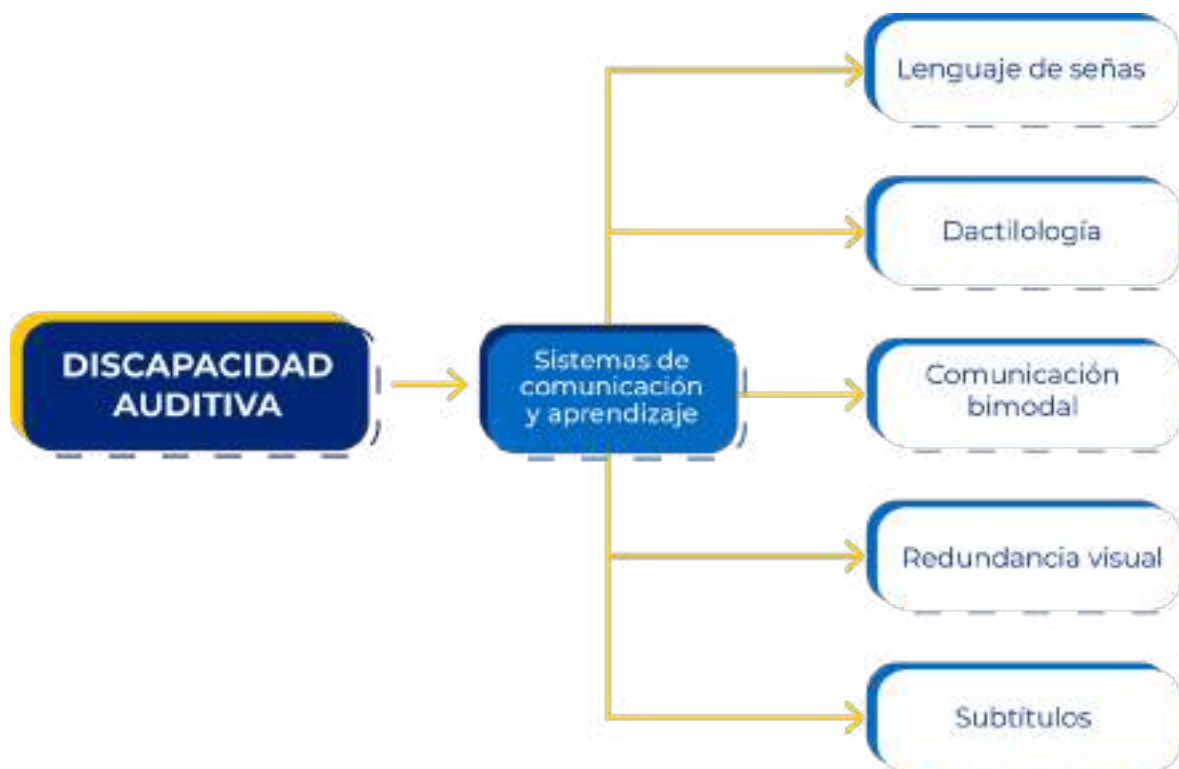 DISCAPACIDAD
AUDITIVA
Sistemas de
comunicación
y aprendizaje
Lenguaje de señas
Dactilología
Comunicación
bimodal
Redundancia visual
Subtítulos